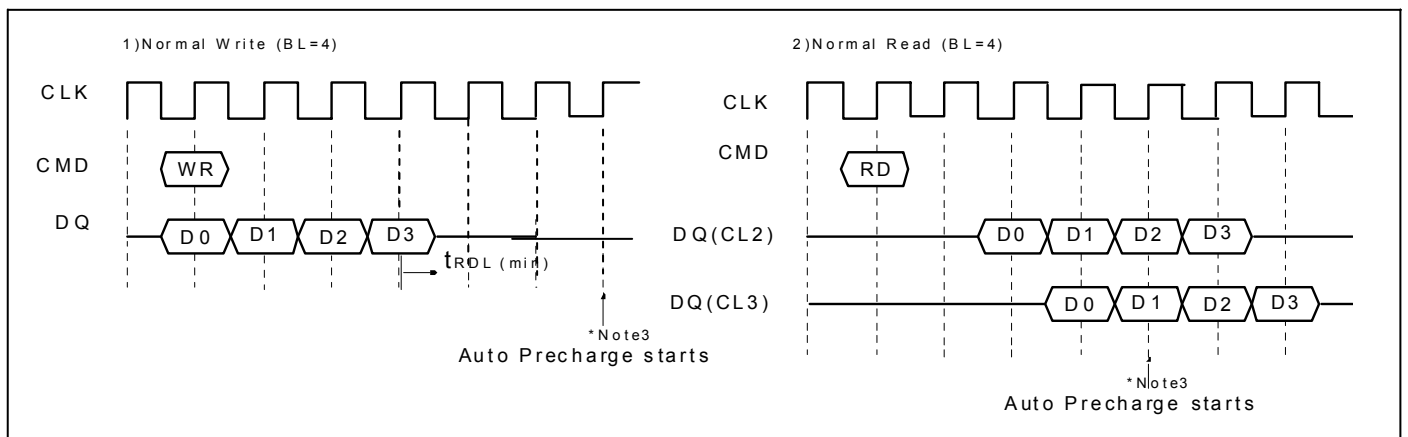 1)Normal Write (BL=4)
CLK
CMD
WR
DQ
D0 D1 D2 D3
tRDL (min)
*Note3
Auto Precharge starts
2)Normal Read (BL=4)
CLK
CMD
RD
DQ(CL2)
D0 D1 D2 D3
DQ(CL3)
D0 D1 D2 D3
*Note3
Auto Precharge starts